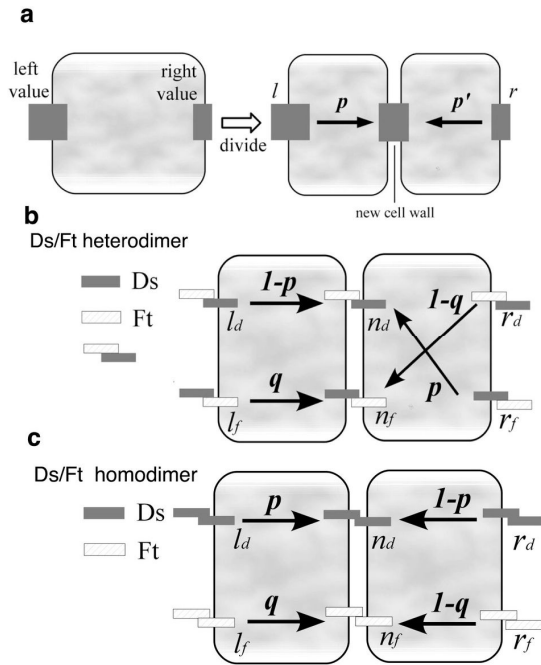 a
left value
right value
divide
l
p
p'
r
new cell wall
b
Ds/Ft heterodimer
Ds
Ft
1-p
l_d
n_d
1-q
r_d
q
l_f
n_f
p
r_f
c
Ds/Ft homodimer
Ds
Ft
p
l_d
n_d
1-p
r_d
q
l_f
n_f
1-q
r_f